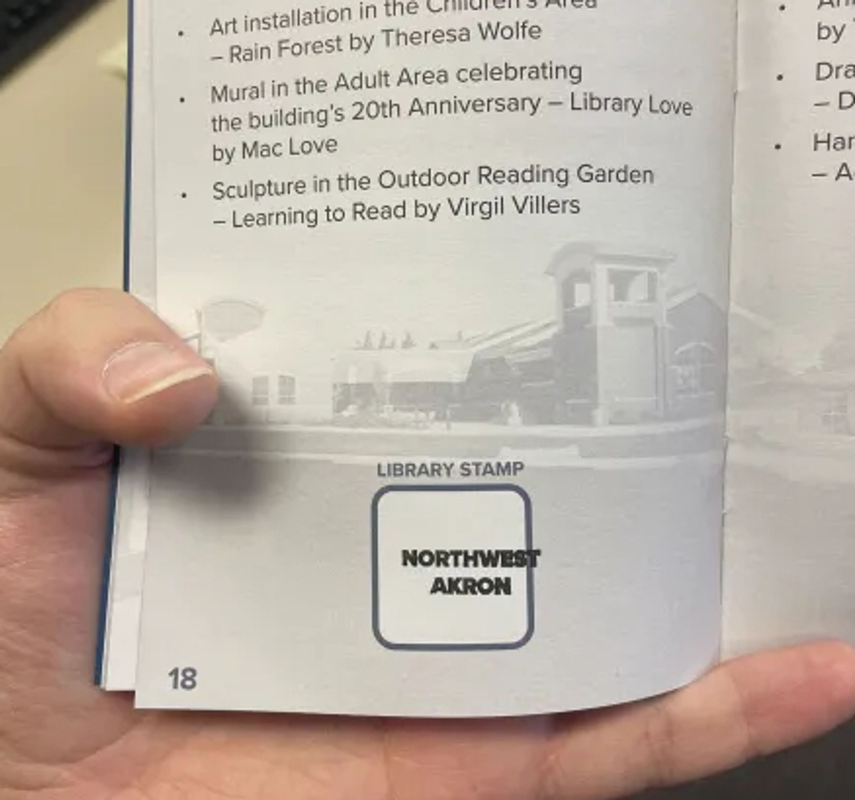 • Art installation in the Children's Area
– Rain Forest by Theresa Wolfe
• Mural in the Adult Area celebrating
the building's 20th Anniversary – Library Love
by Mac Love
• Sculpture in the Outdoor Reading Garden
– Learning to Read by Virgil Villers
LIBRARY STAMP
NORTHWEST
AKRON
18
by